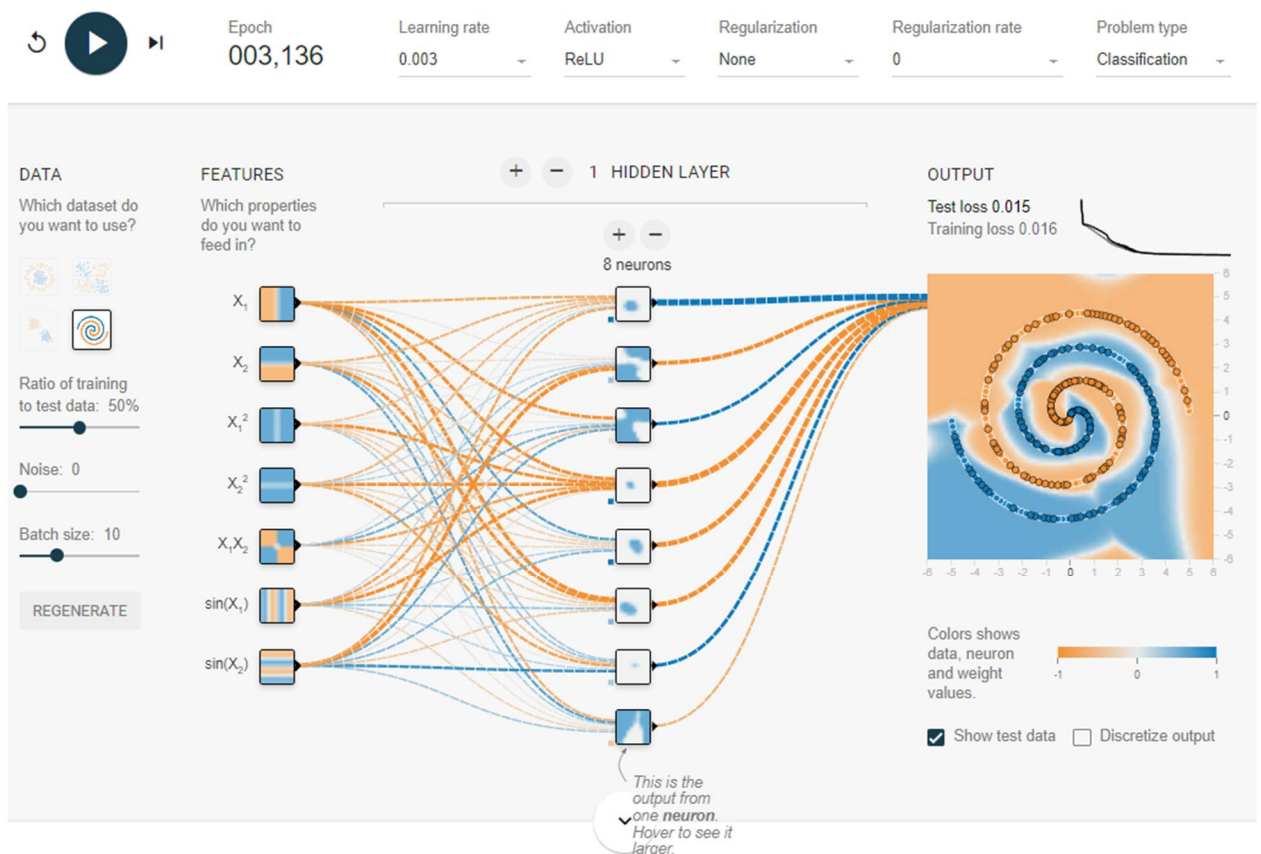 Epoch
003,136
Learning rate
0.003
Activation
ReLU
Regularization
None
Regularization rate
0
Problem type
Classification
DATA
Which dataset do
you want to use?
Ratio of training
to test data: 50%
Noise: 0
Batch size: 10
REGENERATE
FEATURES
Which properties
do you want to
feed in?
X₁
X₂
X₁²
X₂²
X₁X₂
sin(X₁)
sin(X₂)
+ − 1 HIDDEN LAYER
+ −
8 neurons
This is the
output from
one neuron.
Hover to see it
larger.
OUTPUT
Test loss 0.015
Training loss 0.016
6
5
4
3
2
1
0
-1
-2
-3
-4
-5
-6
-6 -5 -4 -3 -2 -1 0 1 2 3 4 5 6
Colors shows
data, neuron
and weight
values.
-1 0 1
Show test data
Discretize output